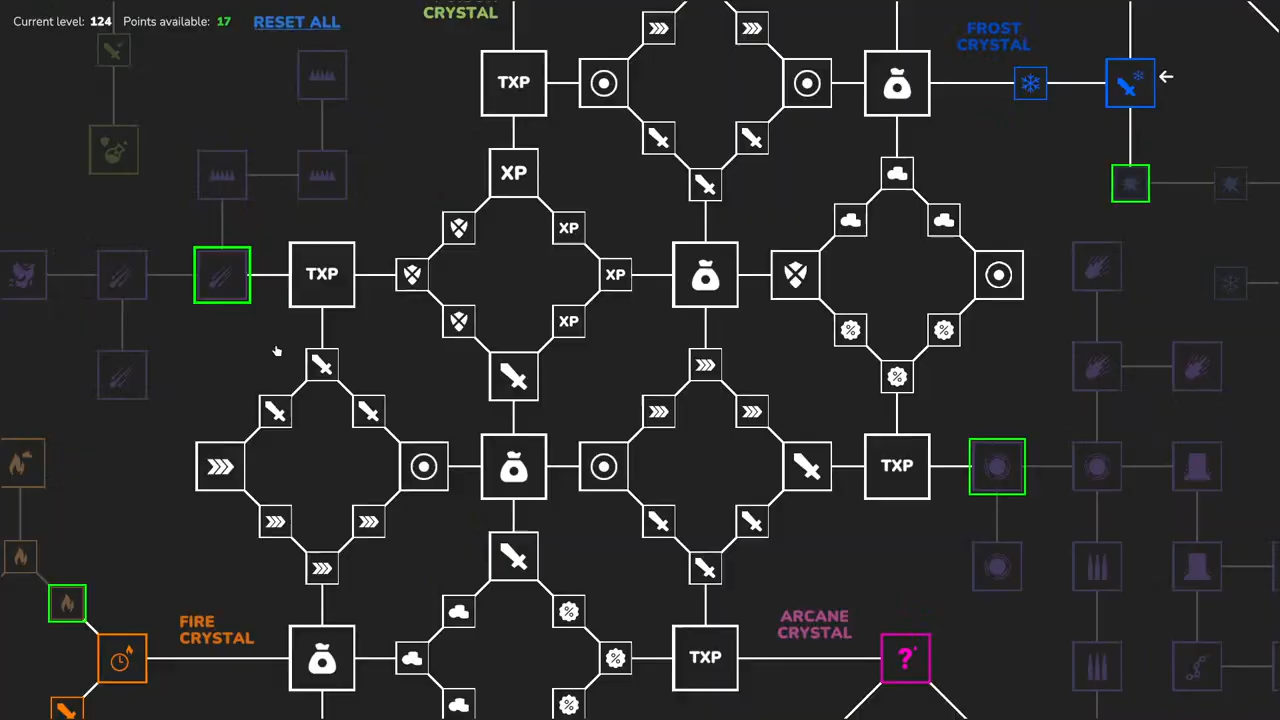 Current level: 124 Points available: 17 RESET ALL
CRYSTAL
FROST
CRYSTAL
TXP
XP
XP
TXP
XP
XP
TXP
FIRE
CRYSTAL
ARCANE
CRYSTAL
TXP
?